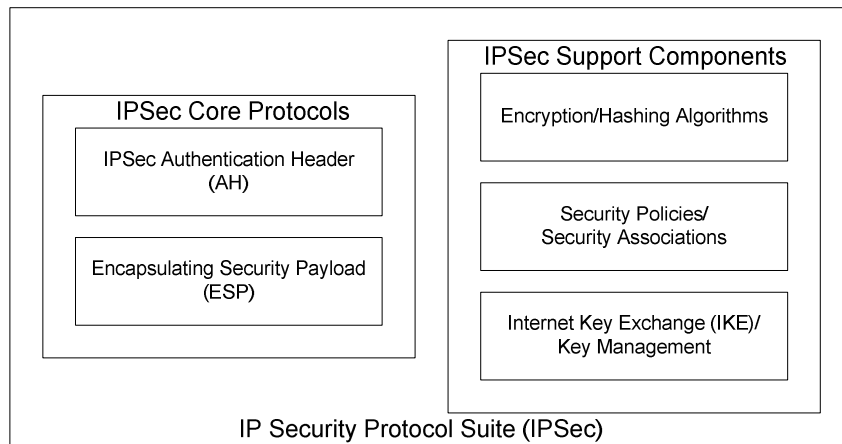 IPSec Core Protocols
IPSec Authentication Header
(AH)
Encapsulating Security Payload
(ESP)
IPSec Support Components
Encryption/Hashing Algorithms
Security Policies/
Security Associations
Internet Key Exchange (IKE)/
Key Management
IP Security Protocol Suite (IPSec)